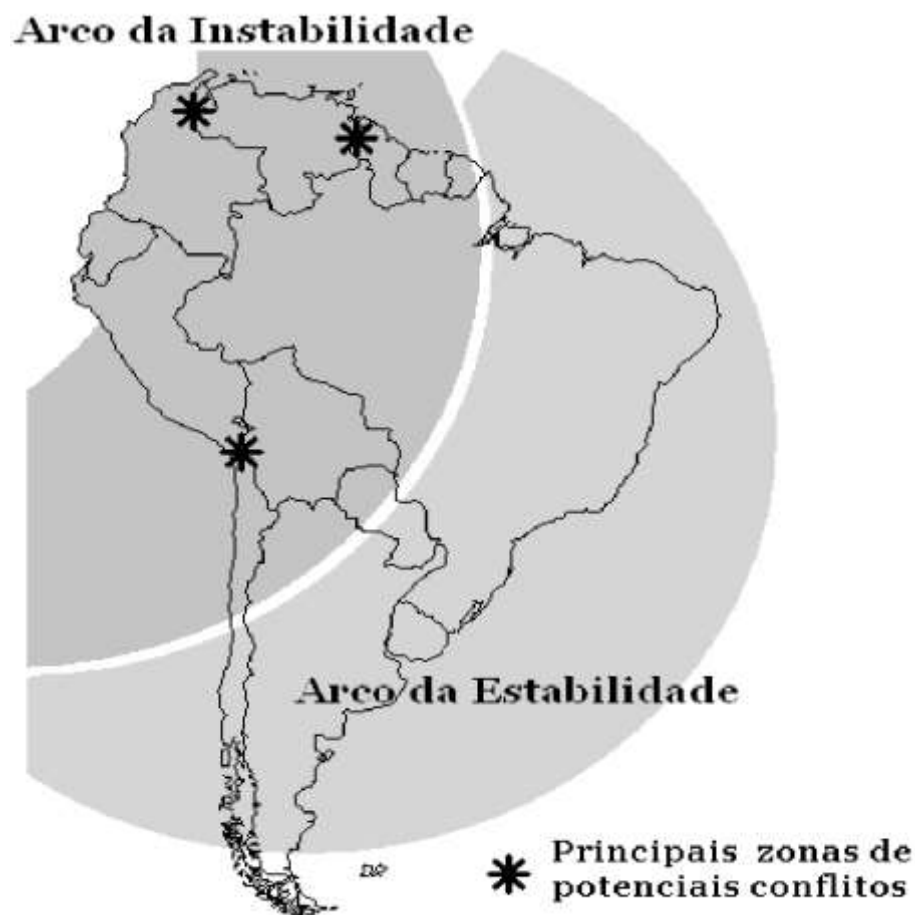 Arco da Instabilidade
Arco da Estabilidade
Principais zonas de
potenciais conflitos